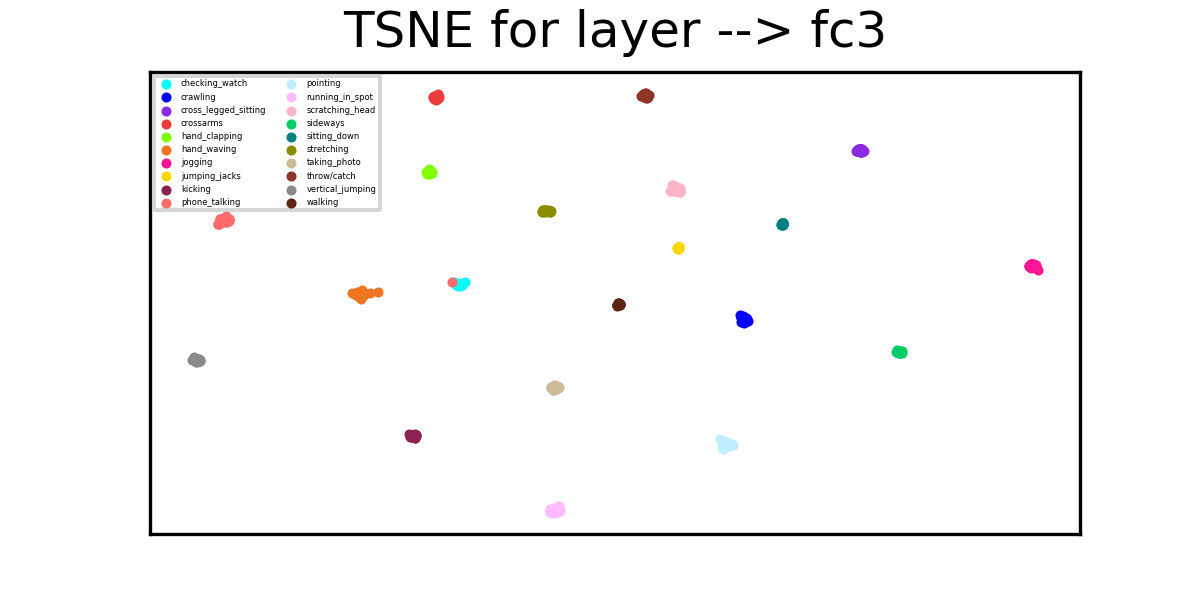 TSNE for layer --> fc3
checking_watch
crawling
cross_legged_sitting
crossarms
hand_clapping
hand_waving
jogging
jumping_jacks
kicking
phone_talking
pointing
running_in_spot
scratching_head
sideways
sitting_down
stretching
taking_photo
throw/catch
vertical_jumping
walking